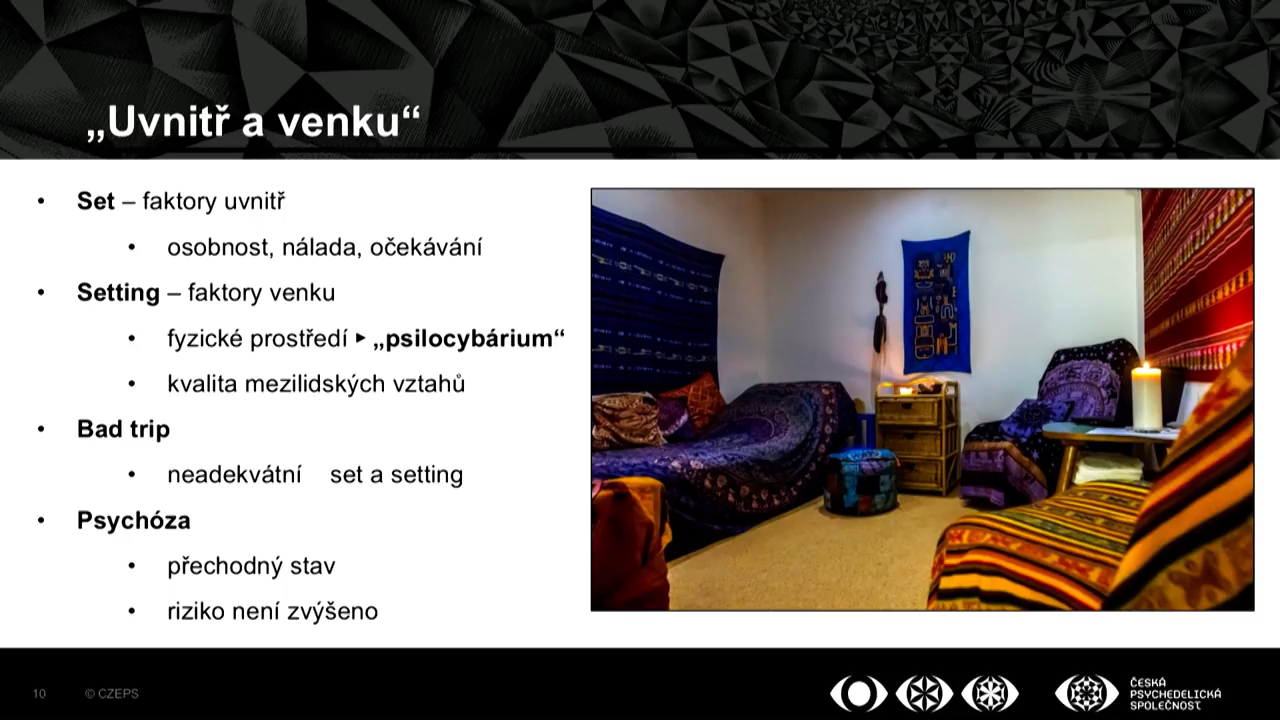 „Uvnitř a venku“
• Set – faktory uvnitř
• osobnost, nálada, očekávání
• Setting – faktory venku
• fyzické prostředí ▸ „psilocybárium“
• kvalita mezilidských vztahů
• Bad trip
• neadekvátní set a setting
• Psychóza
• přechodný stav
• riziko není zvýšeno
10 © CZEPS
ČESKÁ
PSYCHEDELICKÁ
SPOLEČNOST